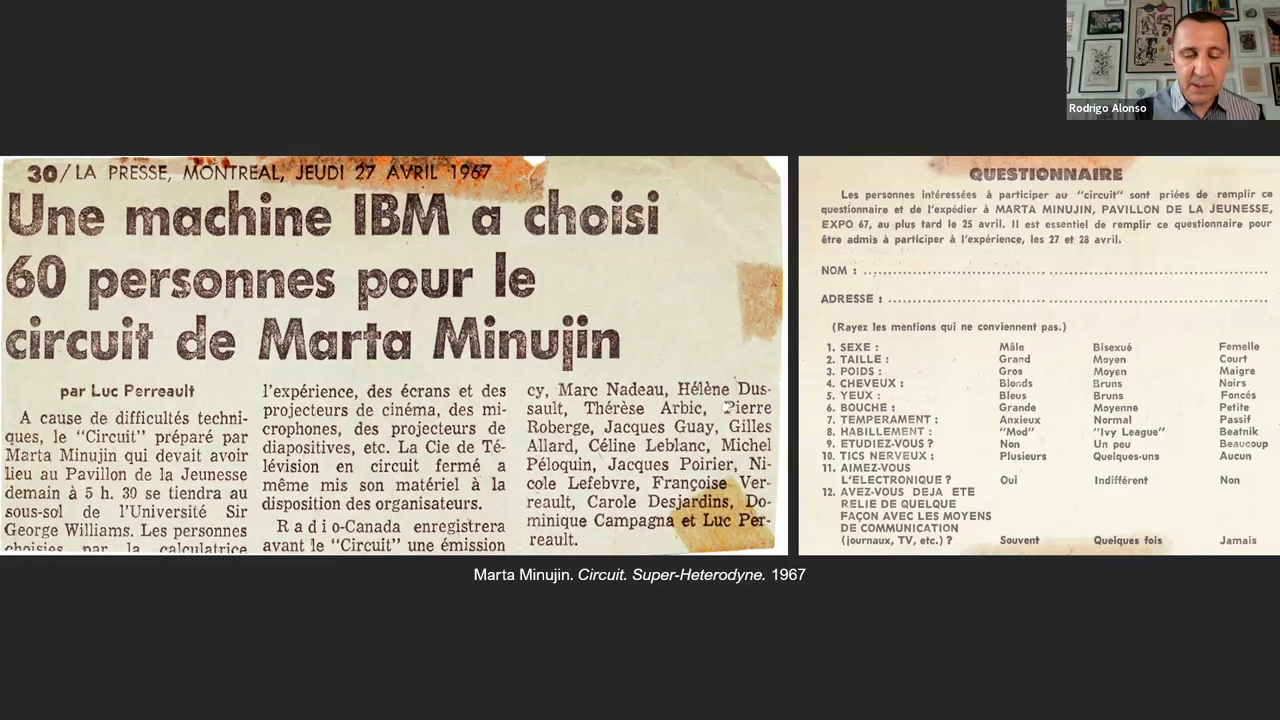 Rodrigo Alonso
30/LA PRESSE, MONTREAL, JEUDI 27 AVRIL 1967
Une machine IBM a choisi
60 personnes pour le
circuit de Marta Minujin
par Luc Perreault
A cause de difficultés techni-
ques, le "Circuit" préparé par
Marta Minujin qui devait avoir
lieu au Pavillon de la Jeunesse
demain à 5 h. 30 se tiendra au
sous-sol de l'Université Sir
George Williams. Les personnes
choisies par la calculatrice
l'expérience, des écrans et des
projecteurs de cinéma, des mi-
crophones, des projecteurs de
diapositives, etc. La Cie de Té-
lévision en circuit fermé a
même mis son matériel à la
disposition des organisateurs.
Radio-Canada enregistrera
avant le "Circuit" une émission
cy, Marc Nadeau, Hélène Dus-
sault, Thérèse Arbic, Pierre
Roberge, Jacques Guay, Gilles
Allard, Céline Leblanc, Michel
Péloquin, Jacques Poirier, Ni-
cole Lefebvre, Françoise Ver-
reault, Carole Desjardins, Do-
minique Campagna et Luc Per-
reault.
QUESTIONNAIRE
Les personnes intéressées à participer au "circuit" sont priées de remplir ce
questionnaire et de l'expédier à MARTA MINUJIN, PAVILLON DE LA JEUNESSE,
EXPO 67, au plus tard le 25 avril. Il est essentiel de remplir ce questionnaire pour
être admis à participer à l'expérience, les 27 et 28 avril.
NOM :
ADRESSE :
(Rayez les mentions qui ne conviennent pas.)
1. SEXE : Mâle Bisexué Femelle
2. TAILLE : Grand Moyen Court
3. POIDS : Gros Moyen Maigre
4. CHEVEUX : Blonds Bruns Noirs
5. YEUX : Bleus Bruns Foncés
6. BOUCHE : Grande Moyenne Petite
7. TEMPERAMENT : Anxieux Normal Passif
8. HABILLEMENT : "Mod" "Ivy League" Beatnik
9. ETUDIEZ-VOUS ? Non Un peu Beaucoup
10. TICS NERVEUX : Plusieurs Quelques-uns Aucun
11. AIMEZ-VOUS
L'ELECTRONIQUE ? Oui Indifférent Non
12. AVEZ-VOUS DEJA ETE
RELIE DE QUELQUE
FAÇON AVEC LES MOYENS
DE COMMUNICATION
(journaux, TV, etc.) ? Souvent Quelques fois Jamais
Marta Minujin. Circuit. Super-Heterodyne. 1967